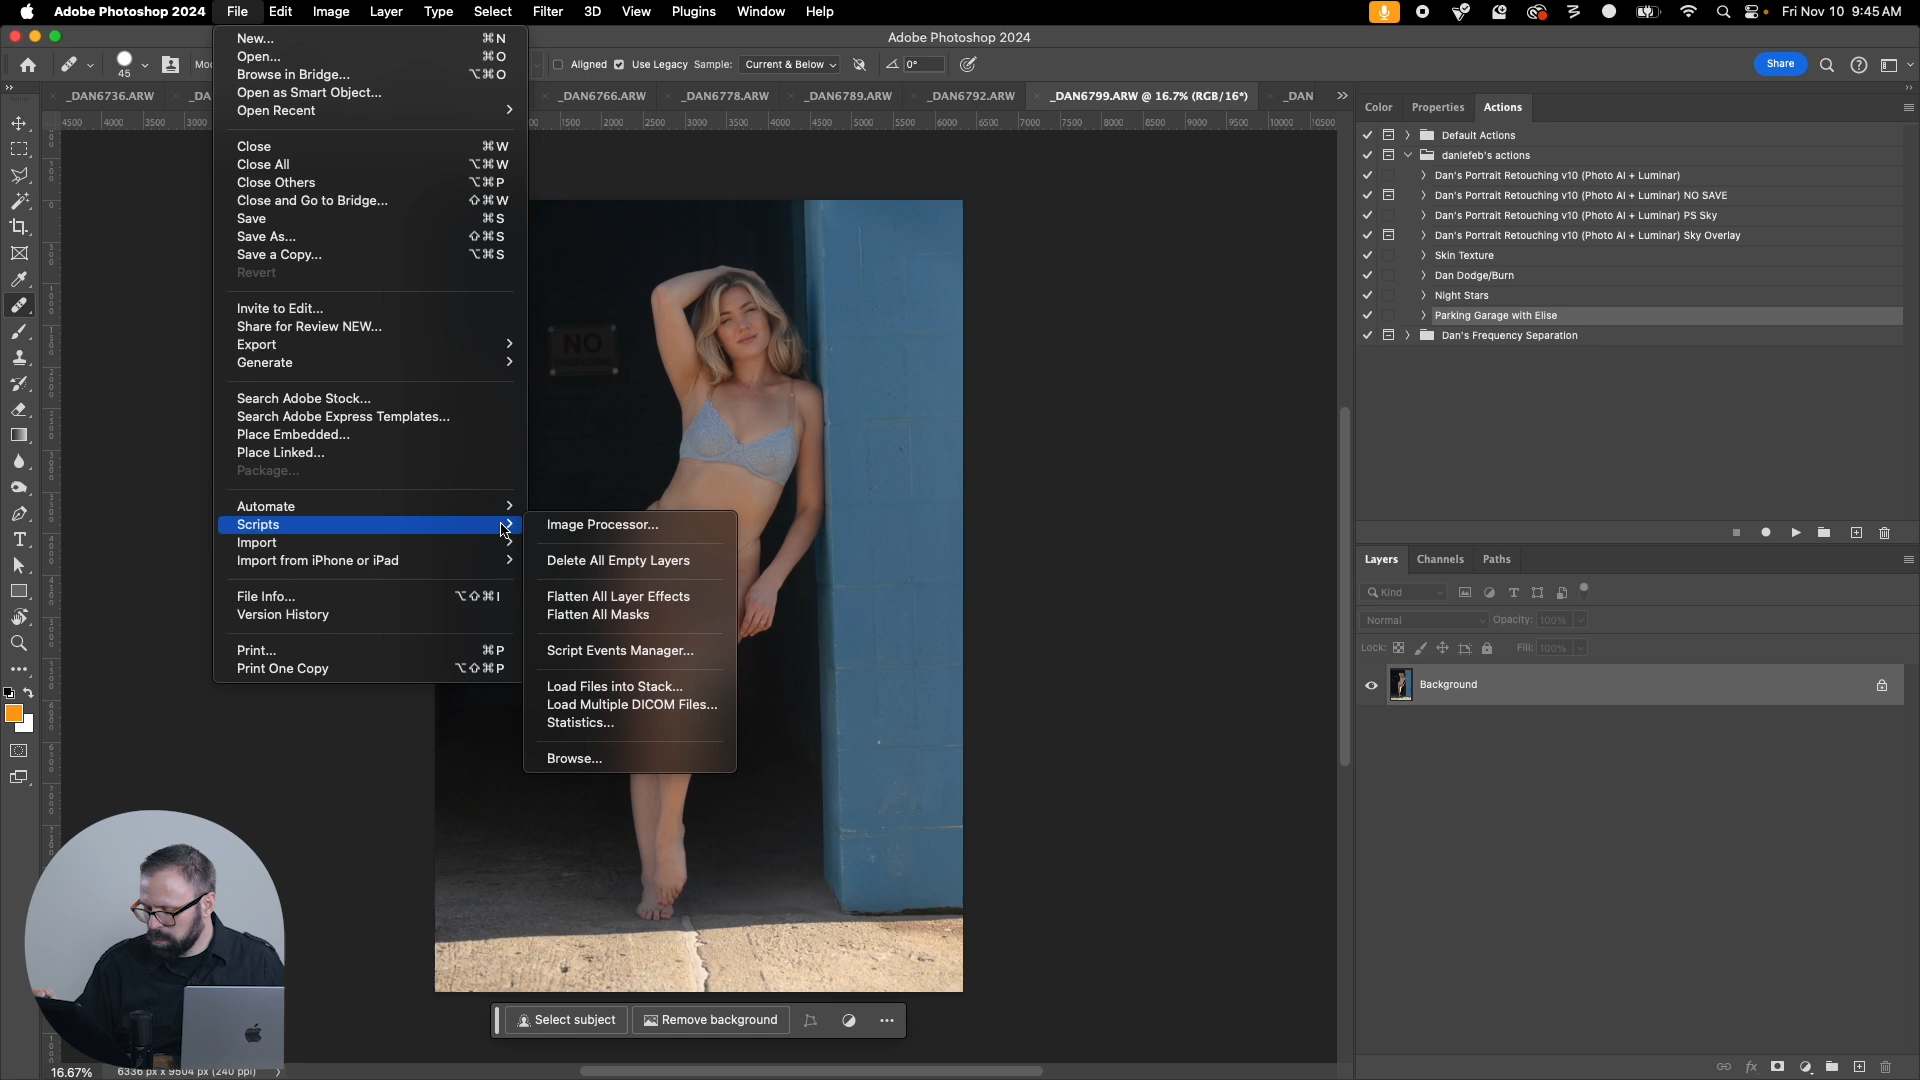 Adobe Photoshop 2024 File Edit Image Layer Type Select Filter 3D View Plugins Window Help Fri Nov 10 9:45 AM
Adobe Photoshop 2024
45 Aligned Use Legacy Sample: Current & Below 0° Share
_DAN6736.ARW _DAN6766.ARW _DAN6778.ARW _DAN6789.ARW _DAN6792.ARW _DAN6799.ARW @ 16.7% (RGB/16*) _DAN
New... ⌘N
Open... ⌘O
Browse in Bridge... ⌥⌘O
Open as Smart Object...
Open Recent
Close ⌘W
Close All ⌥⌘W
Close Others ⌥⌘P
Close and Go to Bridge... ⇧⌘W
Save ⌘S
Save As... ⇧⌘S
Save a Copy... ⌥⌘S
Revert
Invite to Edit...
Share for Review NEW...
Export
Generate
Search Adobe Stock...
Search Adobe Express Templates...
Place Embedded...
Place Linked...
Package...
Automate
Scripts
Import
Import from iPhone or iPad
File Info... ⌥⇧⌘I
Version History
Print... ⌘P
Print One Copy ⌥⇧⌘P
Image Processor...
Delete All Empty Layers
Flatten All Layer Effects
Flatten All Masks
Script Events Manager...
Load Files into Stack...
Load Multiple DICOM Files...
Statistics...
Browse...
NO
Color Properties Actions
Default Actions
daniefeb's actions
Dan's Portrait Retouching v10 (Photo AI + Luminar)
Dan's Portrait Retouching v10 (Photo AI + Luminar) NO SAVE
Dan's Portrait Retouching v10 (Photo AI + Luminar) PS Sky
Dan's Portrait Retouching v10 (Photo AI + Luminar) Sky Overlay
Skin Texture
Dan Dodge/Burn
Night Stars
Parking Garage with Elise
Dan's Frequency Separation
Layers Channels Paths
Kind
Normal Opacity: 100%
Lock: Fill: 100%
Background
Select subject Remove background
16.67% 6336 px x 9504 px (240 ppi)